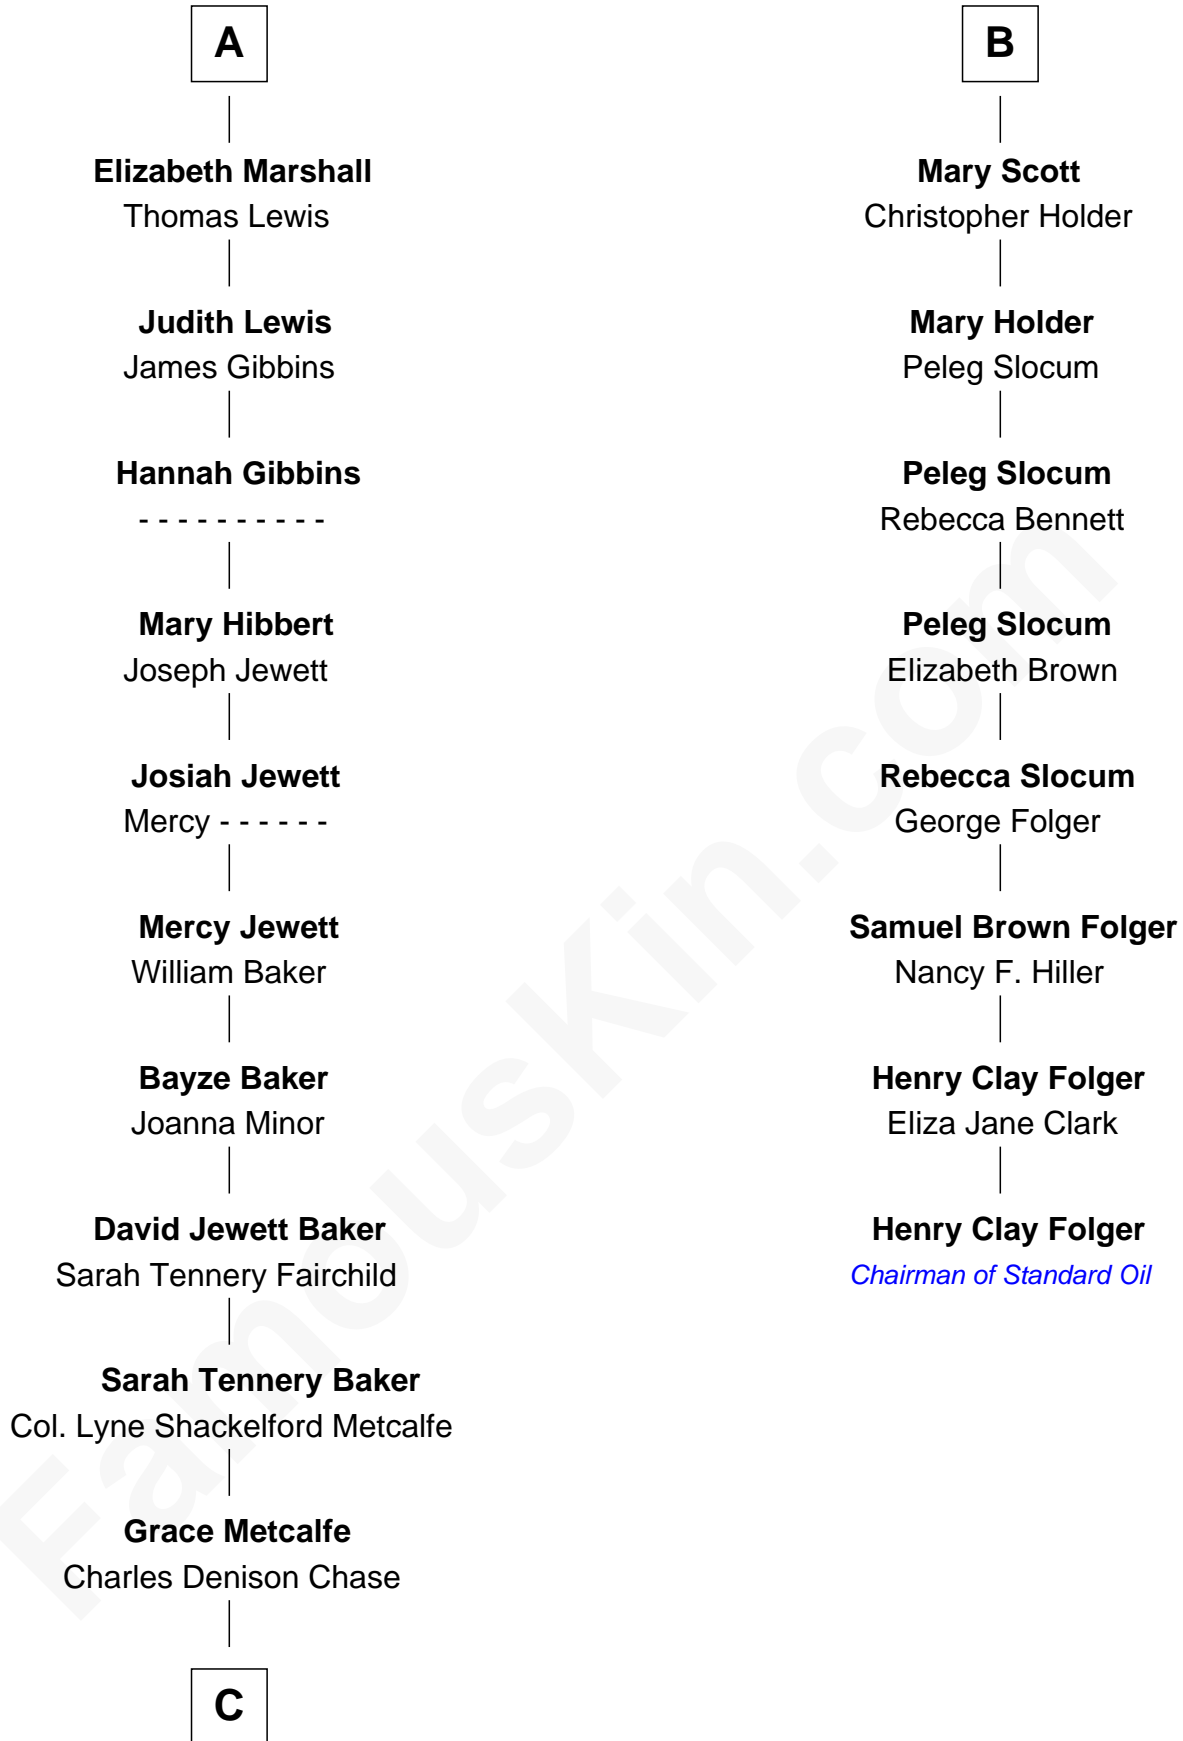 A
Elizabeth Marshall
Thomas Lewis
Judith Lewis
James Gibbins
Hannah Gibbins
- - - - - - - - - -
Mary Hibbert
Joseph Jewett
Josiah Jewett
Mercy - - - - - -
Mercy Jewett
William Baker
Bayze Baker
Joanna Minor
David Jewett Baker
Sarah Tennery Fairchild
Sarah Tennery Baker
Col. Lyne Shackelford Metcalfe
Grace Metcalfe
Charles Denison Chase
C
B
Mary Scott
Christopher Holder
Mary Holder
Peleg Slocum
Peleg Slocum
Rebecca Bennett
Peleg Slocum
Elizabeth Brown
Rebecca Slocum
George Folger
Samuel Brown Folger
Nancy F. Hiller
Henry Clay Folger
Eliza Jane Clark
Henry Clay Folger
Chairman of Standard Oil
FamousKin.com